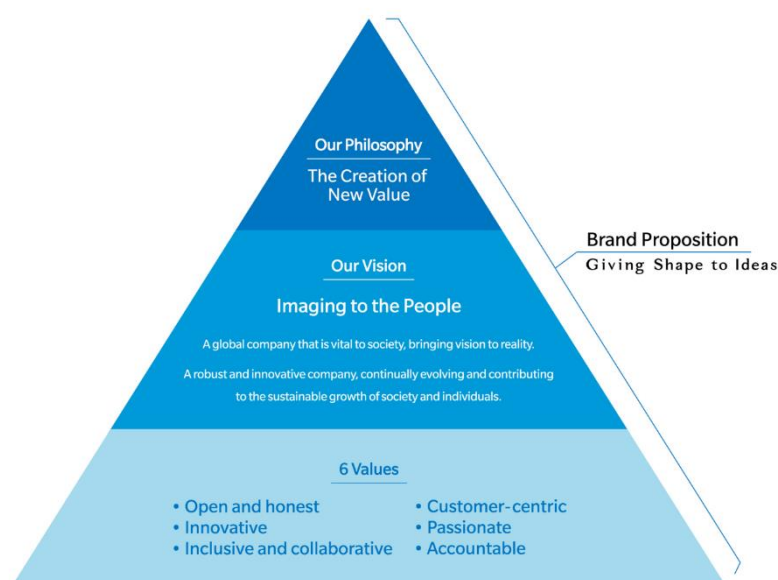 Our Philosophy
The Creation of
New Value
Our Vision
Imaging to the People
A global company that is vital to society, bringing vision to reality.
A robust and innovative company, continually evolving and contributing
to the sustainable growth of society and individuals.
6 Values
• Open and honest
• Innovative
• Inclusive and collaborative
• Customer-centric
• Passionate
• Accountable
Brand Proposition
Giving Shape to Ideas